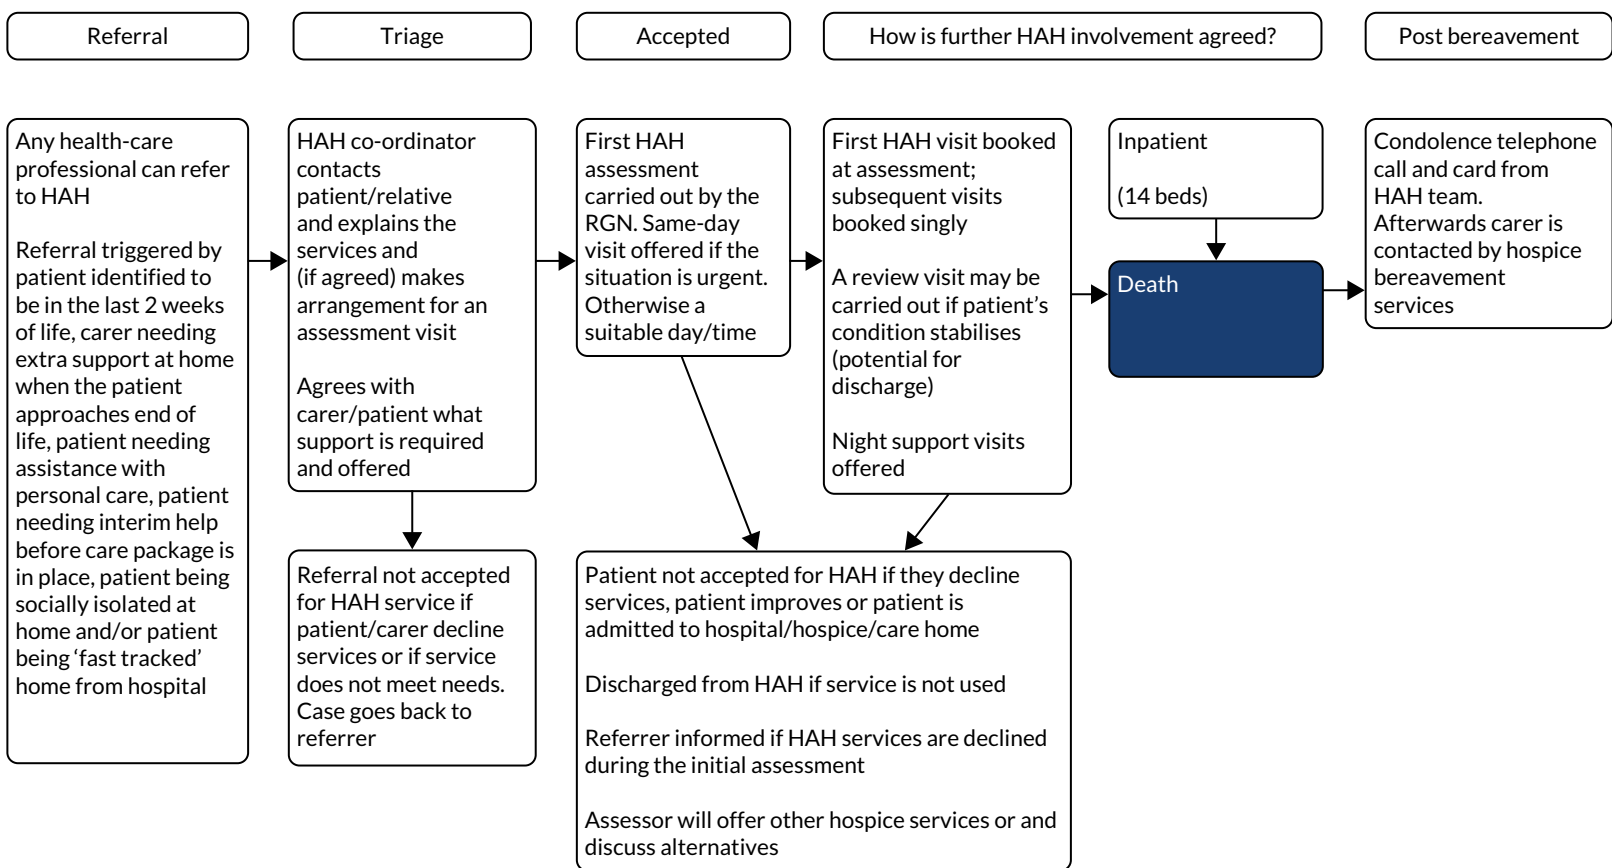 Referral
Triage
Accepted
How is further HAH involvement agreed?
Post bereavement
Any health-care
professional can refer
to HAH
Referral triggered by
patient identified to
be in the last 2 weeks
of life, carer needing
extra support at home
when the patient
approaches end of
life, patient needing
assistance with
personal care, patient
needing interim help
before care package is
in place, patient being
socially isolated at
home and/or patient
being ‘fast tracked’
home from hospital
HAH co-ordinator
contacts
patient/relative
and explains the
services and
(if agreed) makes
arrangement for an
assessment visit
Agrees with
carer/patient what
support is required
and offered
Referral not accepted
for HAH service if
patient/carer decline
services or if service
does not meet needs.
Case goes back to
referrer
First HAH
assessment
carried out by the
RGN. Same-day
visit offered if the
situation is urgent.
Otherwise a
suitable day/time
First HAH visit booked
at assessment;
subsequent visits
booked singly
A review visit may be
carried out if patient’s
condition stabilises
(potential for
discharge)
Night support visits
offered
Patient not accepted for HAH if they decline
services, patient improves or patient is
admitted to hospital/hospice/care home
Discharged from HAH if service is not used
Referrer informed if HAH services are declined
during the initial assessment
Assessor will offer other hospice services or and
discuss alternatives
Inpatient
(14 beds)
Death
Condolence telephone
call and card from
HAH team.
Afterwards carer is
contacted by hospice
bereavement
services